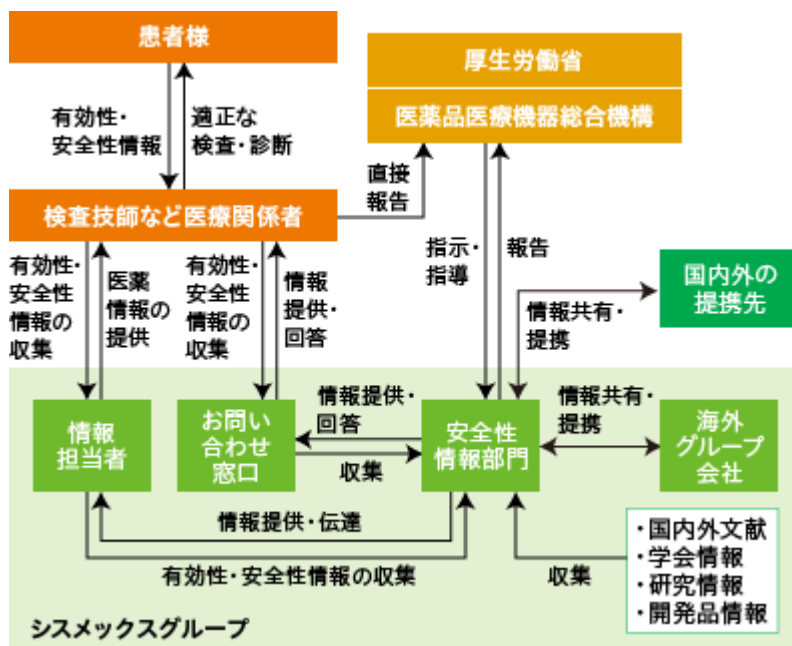 患者様
厚生労働省
医薬品医療機器総合機構
有効性・
安全性情報
適正な
検査・診断
直接
報告
検査技師など医療関係者
有効性・
安全性
情報の
収集
医薬
情報の
提供
有効性・
安全性
情報の
収集
情報
提供・
回答
指示・
指導
報告
国内外の
提携先
情報共有・
提携
情報
担当者
お問い
合わせ
窓口
情報提供・
回答
収集
安全性
情報部門
情報共有・
提携
海外
グループ
会社
情報提供・伝達
有効性・安全性情報の収集
収集
・国内外文献
・学会情報
・研究情報
・開発品情報
シスメックスグループ